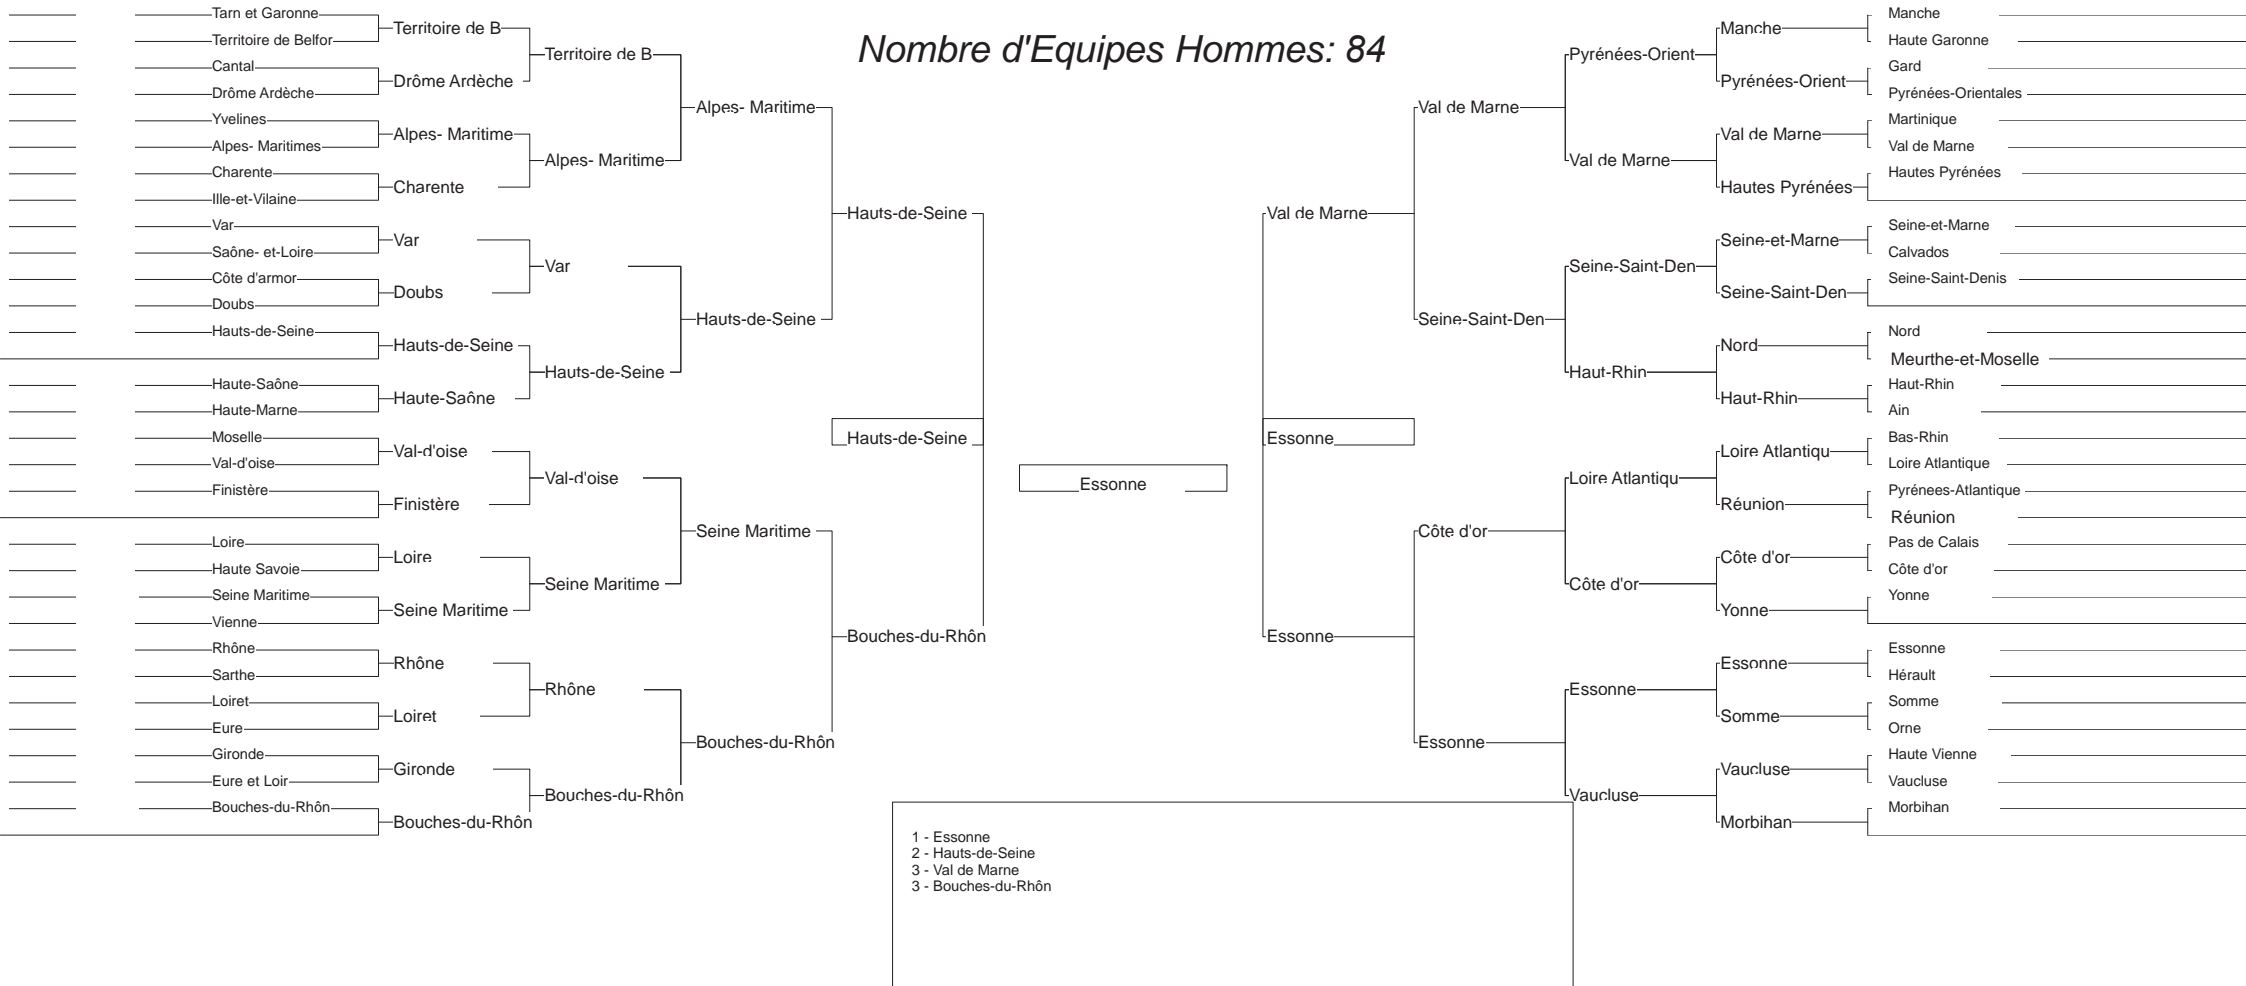 Nombre d'Equipes Hommes: 84
Tarn et Garonne
Territoire de Belfor
Cantal
Drôme Ardèche
Yvelines
Alpes- Maritimes
Charente
Ille-et-Vilaine
Var
Saône- et-Loire
Côte d'armor
Doubs
Hauts-de-Seine
Haute-Saône
Haute-Marne
Moselle
Val-d'oise
Finistère
Loire
Haute Savoie
Seine Maritime
Vienne
Rhône
Sarthe
Loiret
Eure
Gironde
Eure et Loir
Bouches-du-Rhôn
Territoire de B
Drôme Ardèche
Alpes- Maritime
Charente
Var
Doubs
Hauts-de-Seine
Haute-Saône
Val-d'oise
Finistère
Loire
Seine Maritime
Rhône
Loiret
Gironde
Bouches-du-Rhôn
Territoire de B
Alpes- Maritime
Var
Hauts-de-Seine
Val-d'oise
Seine Maritime
Rhône
Bouches-du-Rhôn
Alpes- Maritime
Hauts-de-Seine
Seine Maritime
Bouches-du-Rhôn
Hauts-de-Seine
Hauts-de-Seine
Bouches-du-Rhôn
Essonne
Val de Marne
Essonne
Essonne
Val de Marne
Seine-Saint-Den
Côte d'or
Essonne
Pyrénées-Orient
Val de Marne
Seine-Saint-Den
Haut-Rhin
Loire Atlantiqu
Côte d'or
Essonne
Vaucluse
Manche
Pyrénées-Orient
Val de Marne
Hautes Pyrénées
Seine-et-Marne
Seine-Saint-Den
Nord
Haut-Rhin
Loire Atlantiqu
Réunion
Côte d'or
Yonne
Essonne
Somme
Vaucluse
Morbihan
Manche
Haute Garonne
Gard
Pyrénées-Orientales
Martinique
Val de Marne
Hautes Pyrénées
Seine-et-Marne
Calvados
Seine-Saint-Denis
Nord
Meurthe-et-Moselle
Haut-Rhin
Ain
Bas-Rhin
Loire Atlantique
Pyrénees-Atlantique
Réunion
Pas de Calais
Côte d'or
Yonne
Essonne
Hérault
Somme
Orne
Haute Vienne
Vaucluse
Morbihan
1 - Essonne
2 - Hauts-de-Seine
3 - Val de Marne
3 - Bouches-du-Rhôn